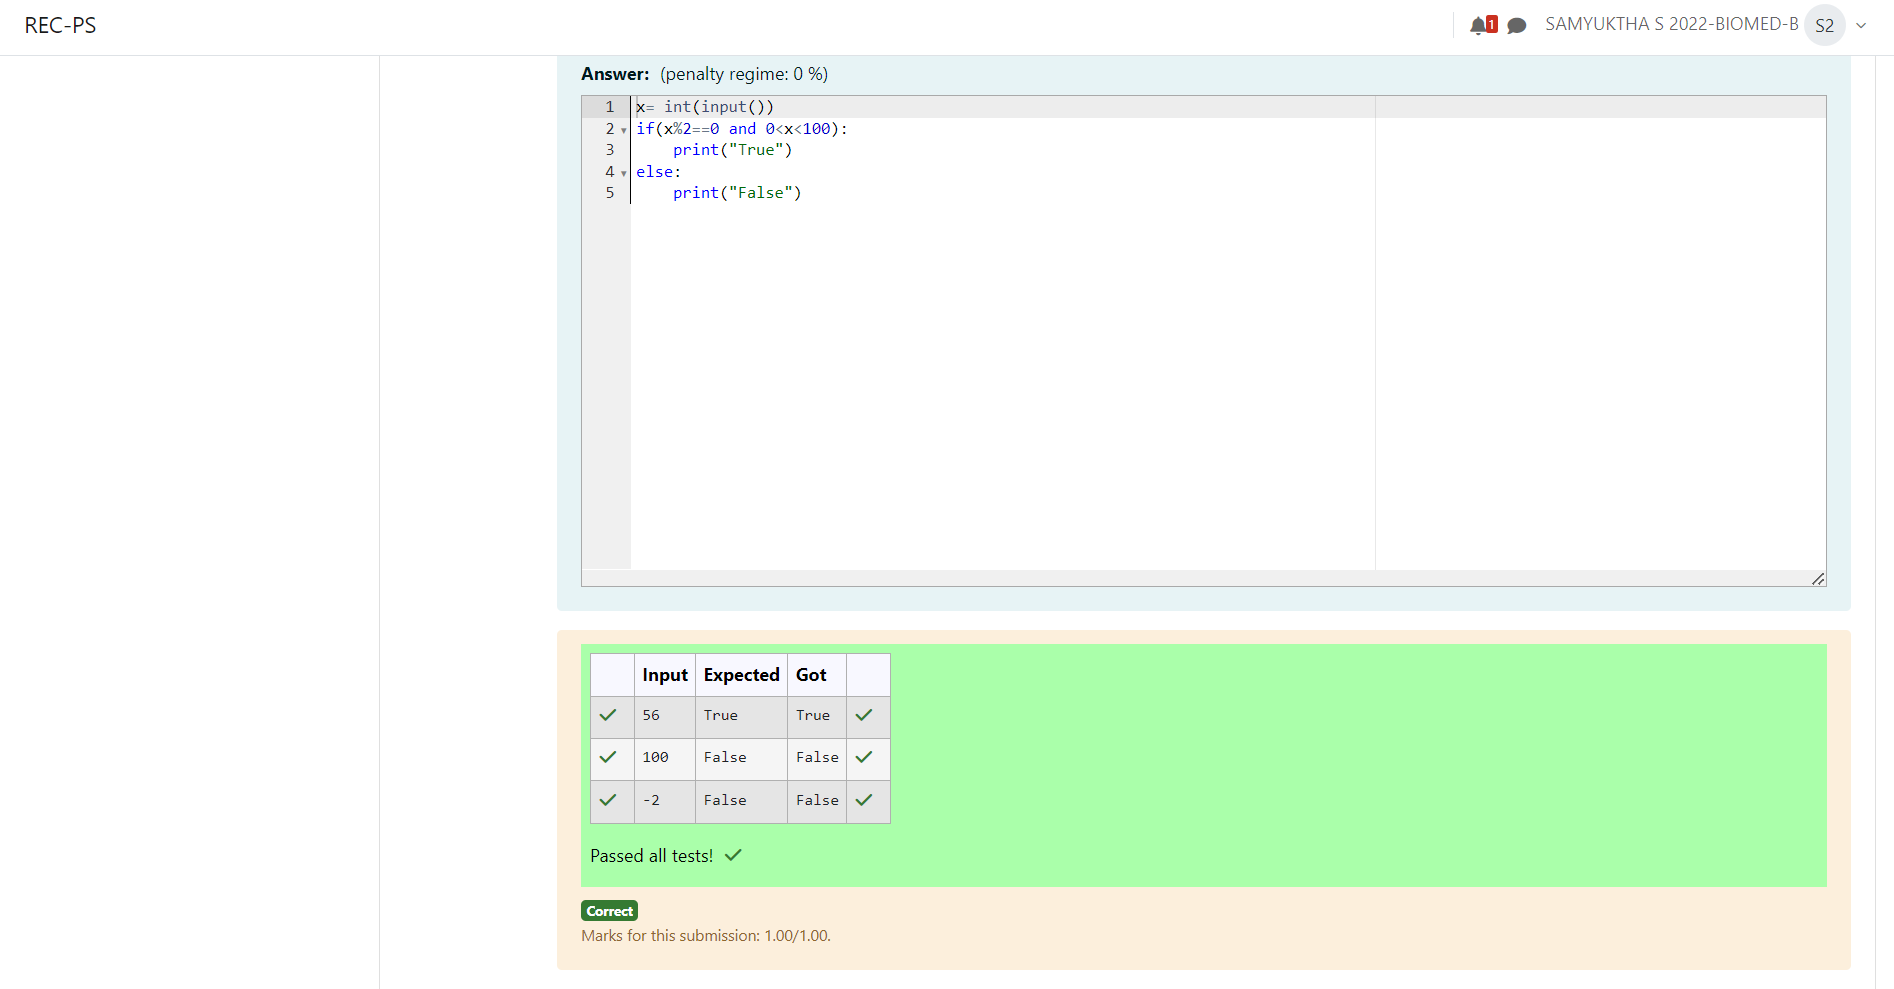 REC-PS
1
SAMYUKTHA S 2022-BIOMED-B S2
Answer: (penalty regime: 0 %)
1 x= int(input())
2 if(x%2==0 and 0<x<100):
3     print("True")
4 else:
5     print("False")
Input Expected Got
56 True True
100 False False
-2 False False
Passed all tests!
Correct
Marks for this submission: 1.00/1.00.